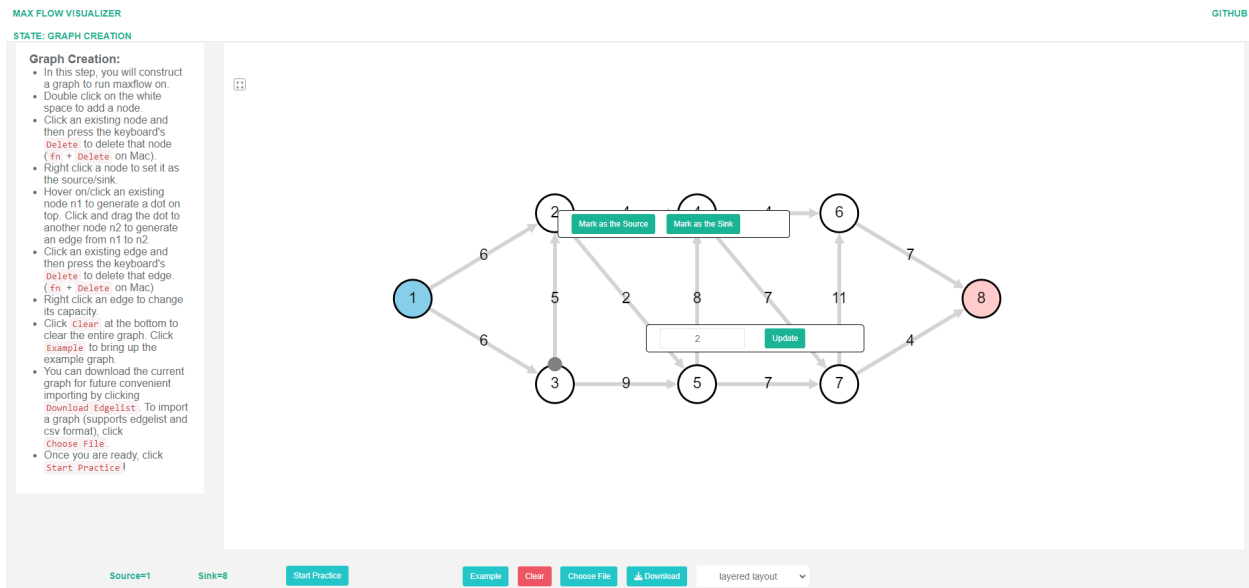 MAX FLOW VISUALIZER
GITHUB
STATE: GRAPH CREATION
Graph Creation:
In this step, you will construct
a graph to run maxflow on.
Double click on the white
space to add a node.
Click an existing node and
then press the keyboard's
Delete to delete that node
(fn + Delete on Mac).
Right click a node to set it as
the source/sink.
Hover on/click an existing
node n1 to generate a dot on
top. Click and drag the dot to
another node n2 to generate
an edge from n1 to n2.
Click an existing edge and
then press the keyboard's
Delete to delete that edge.
(fn + Delete on Mac)
Right click an edge to change
its capacity.
Click Clear at the bottom to
clear the entire graph. Click
Example to bring up the
example graph.
You can download the current
graph for future convenient
importing by clicking
Download Edgelist. To import
a graph (supports edgelist and
csv format), click
Choose File.
Once you are ready, click
Start Practice!
2
6
Mark as the Source
Mark as the Sink
6
7
1
5
2
8
7
11
8
6
2
Update
4
3
9
5
7
7
Source=1
Sink=8
Start Practice
Example
Clear
Choose File
Download
layered layout